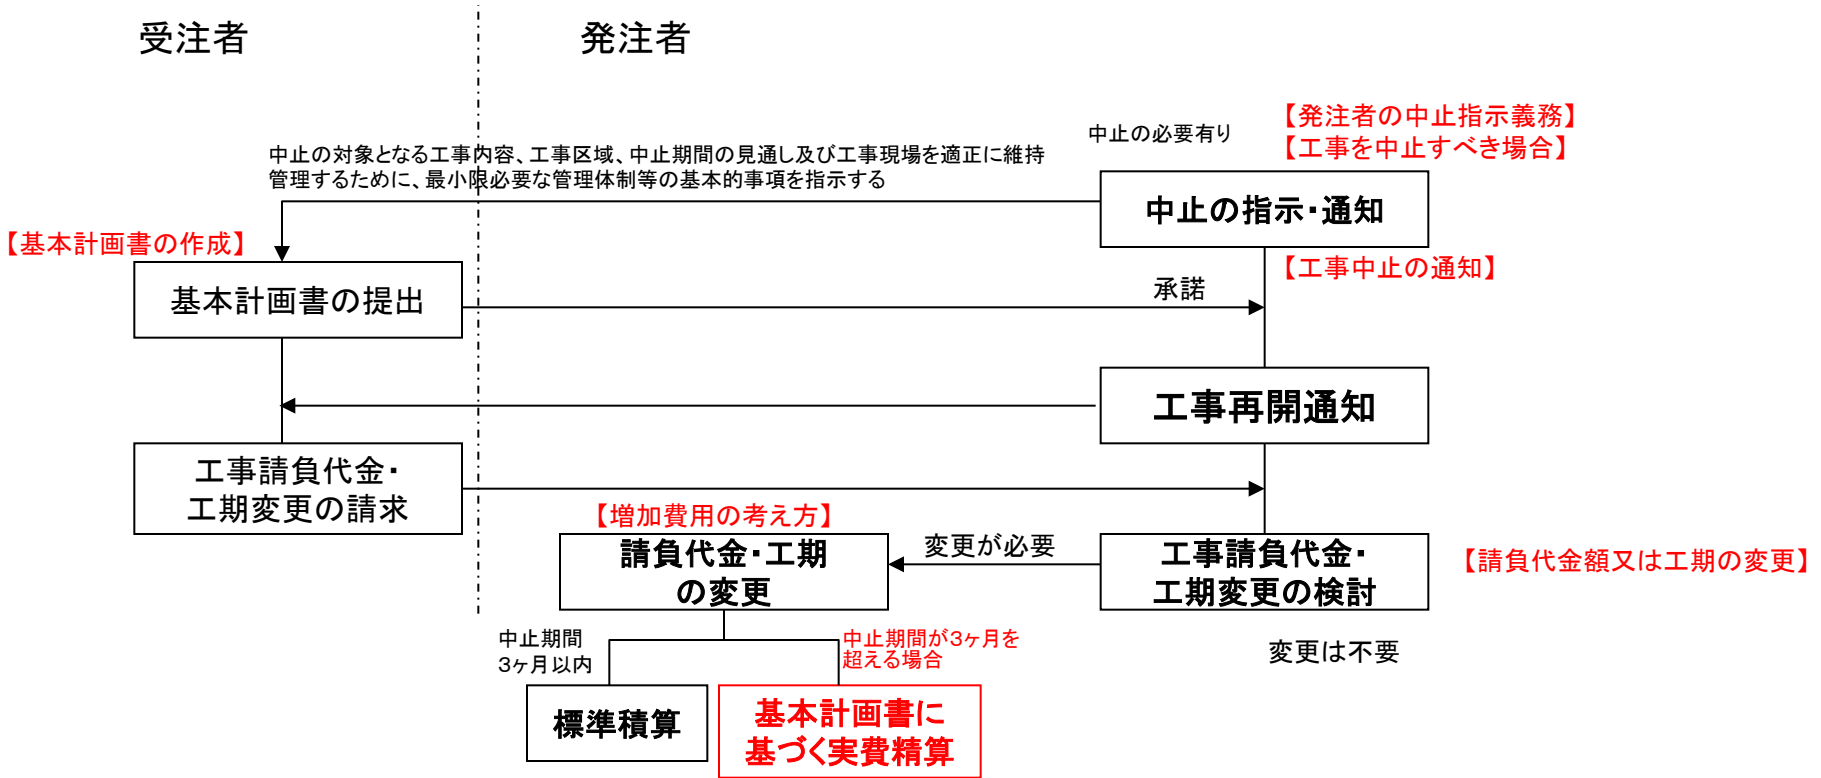 受注者
発注者
【発注者の中止指示義務】
中止の必要有り
【工事を中止すべき場合】
中止の対象となる工事内容、工事区域、中止期間の見通し及び工事現場を適正に維持
管理するために、最小限必要な管理体制等の基本的事項を指示する
中止の指示・通知
【基本計画書の作成】
【工事中止の通知】
基本計画書の提出
承諾
工事再開通知
工事請負代金・
工期変更の請求
【増加費用の考え方】
請負代金・工期
の変更
変更が必要
工事請負代金・
工期変更の検討
【請負代金額又は工期の変更】
中止期間
3ヶ月以内
中止期間が3ヶ月を
超える場合
変更は不要
標準積算
基本計画書に
基づく実費精算